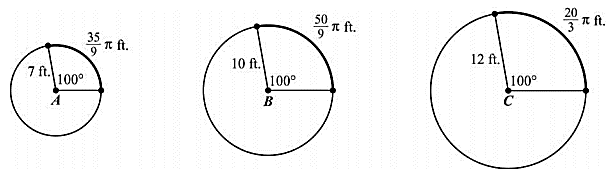 35/9 π ft.
7 ft.
100°
A
50/9 π ft.
10 ft.
100°
B
20/3 π ft.
12 ft.
100°
C